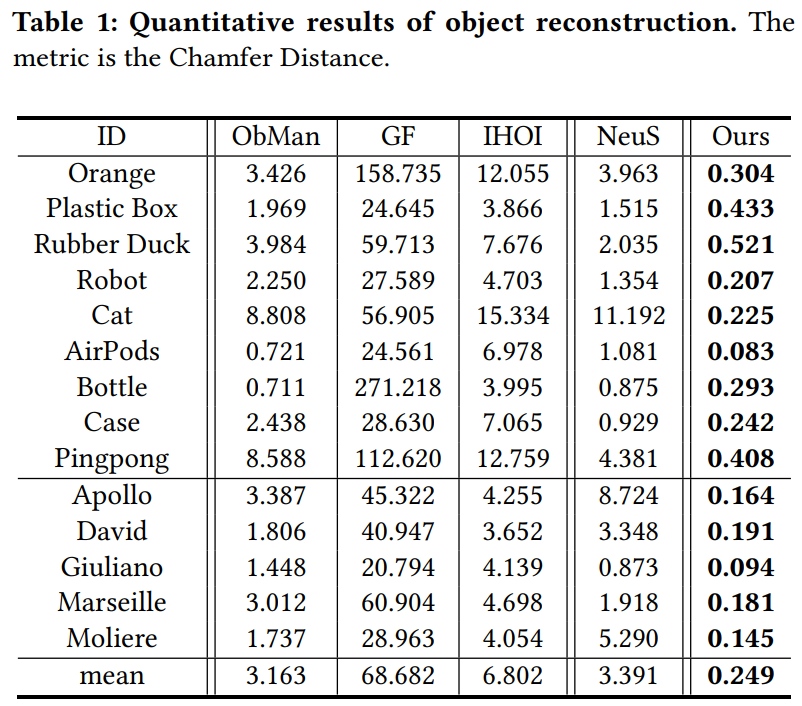 Table 1: Quantitative results of object reconstruction. The
metric is the Chamfer Distance.
ID ObMan GF IHOI NeuS Ours
Orange 3.426 158.735 12.055 3.963 0.304
Plastic Box 1.969 24.645 3.866 1.515 0.433
Rubber Duck 3.984 59.713 7.676 2.035 0.521
Robot 2.250 27.589 4.703 1.354 0.207
Cat 8.808 56.905 15.334 11.192 0.225
AirPods 0.721 24.561 6.978 1.081 0.083
Bottle 0.711 271.218 3.995 0.875 0.293
Case 2.438 28.630 7.065 0.929 0.242
Pingpong 8.588 112.620 12.759 4.381 0.408
Apollo 3.387 45.322 4.255 8.724 0.164
David 1.806 40.947 3.652 3.348 0.191
Giuliano 1.448 20.794 4.139 0.873 0.094
Marseille 3.012 60.904 4.698 1.918 0.181
Moliere 1.737 28.963 4.054 5.290 0.145
mean 3.163 68.682 6.802 3.391 0.249